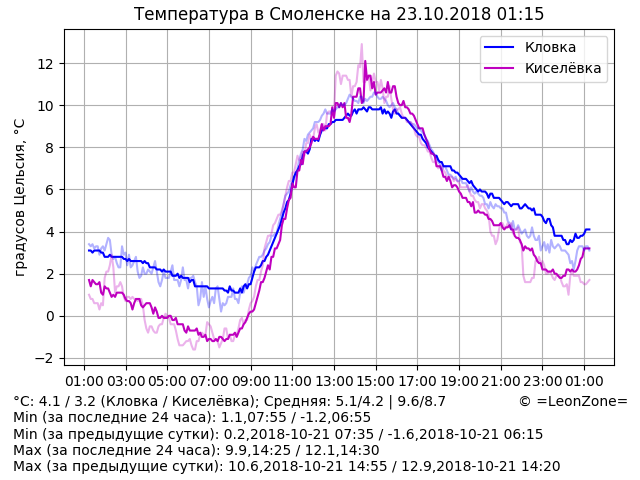 Температура в Смоленске на 23.10.2018 01:15
Кловка
Киселёвка
градусов Цельсия, °C
12
10
8
6
4
2
0
−2
01:00 03:00 05:00 07:00 09:00 11:00 13:00 15:00 17:00 19:00 21:00 23:00 01:00
°C: 4.1 / 3.2 (Кловка / Киселёвка); Средняя: 5.1/4.2 | 9.6/8.7 © =LeonZone=
Min (за последние 24 часа): 1.1,07:55 / -1.2,06:55
Min (за предыдущие сутки): 0.2,2018-10-21 07:35 / -1.6,2018-10-21 06:15
Max (за последние 24 часа): 9.9,14:25 / 12.1,14:30
Max (за предыдущие сутки): 10.6,2018-10-21 14:55 / 12.9,2018-10-21 14:20